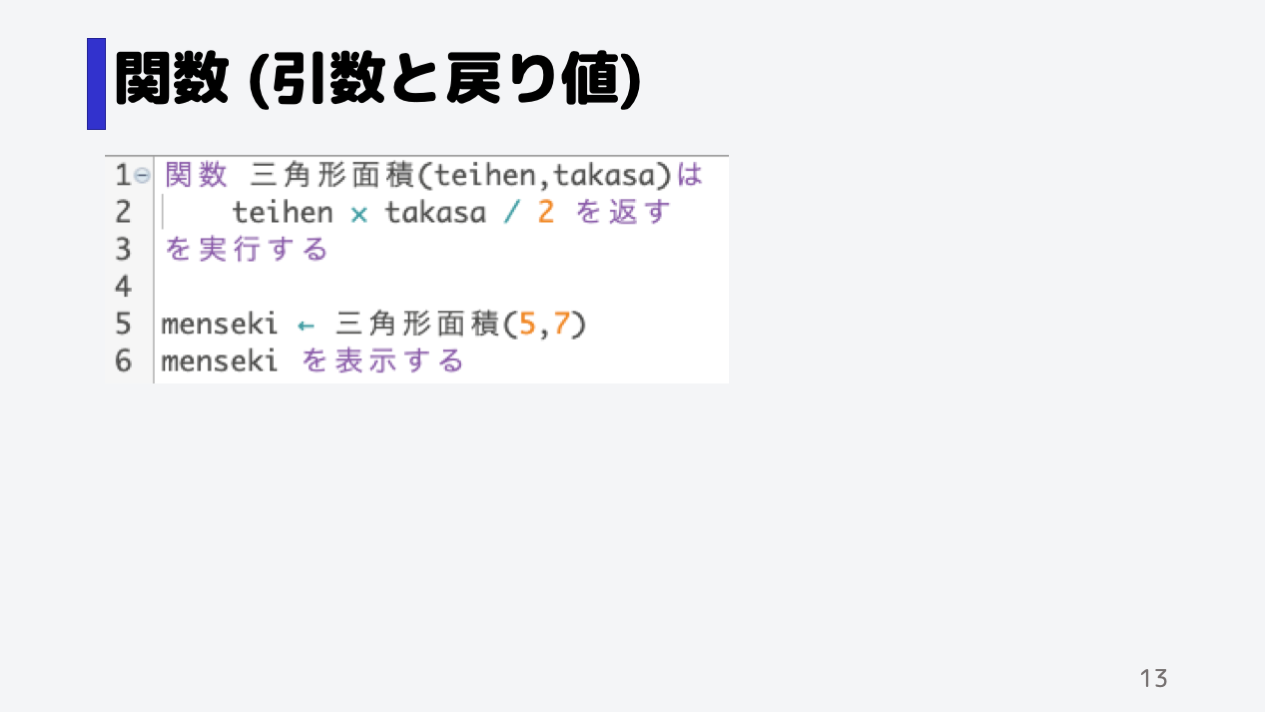 関数 (引数と戻り値)
1 関数 三角形面積(teihen,takasa)は
2 teihen × takasa / 2 を返す
3 を実行する
4
5 menseki ← 三角形面積(5,7)
6 menseki を表示する
13